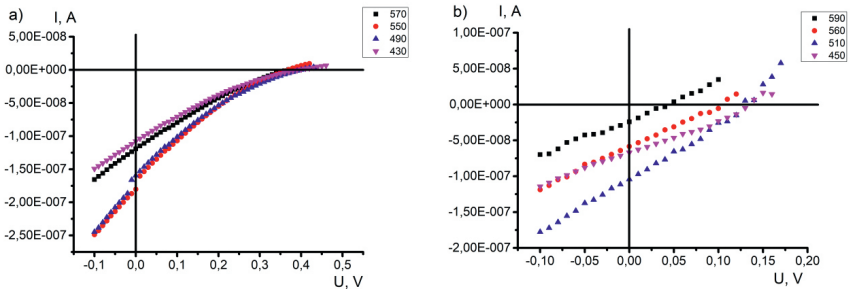 a)
I, A
570
550
490
430
5,00E-008
0,00E+000
-5,00E-008
-1,00E-007
-1,50E-007
-2,00E-007
-2,50E-007
-0,1 0,0 0,1 0,2 0,3 0,4 0,5
U, V
b)
I, A
590
560
510
450
1,00E-007
5,00E-008
0,00E+000
-5,00E-008
-1,00E-007
-1,50E-007
-2,00E-007
-0,10 -0,05 0,00 0,05 0,10 0,15 0,20
U, V